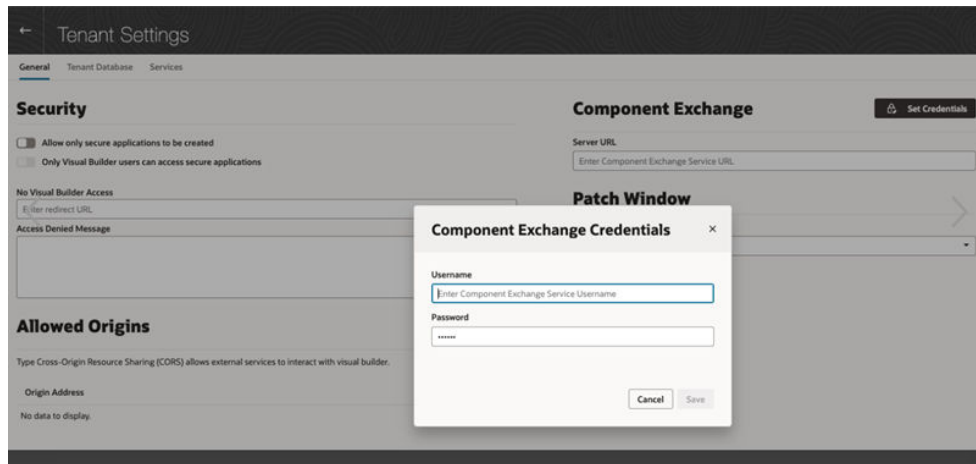 Tenant Settings
General Tenant Database Services
Security
Allow only secure applications to be created
Only Visual Builder users can access secure applications
No Visual Builder Access
Enter redirect URL
Access Denied Message
Allowed Origins
Type Cross-Origin Resource Sharing (CORS) allows external services to interact with visual builder.
Origin Address
No data to display.
Component Exchange
Set Credentials
Server URL
Enter Component Exchange Service URL
Patch Window
Component Exchange Credentials
Username
Enter Component Exchange Service Username
Password
••••••
Cancel Save